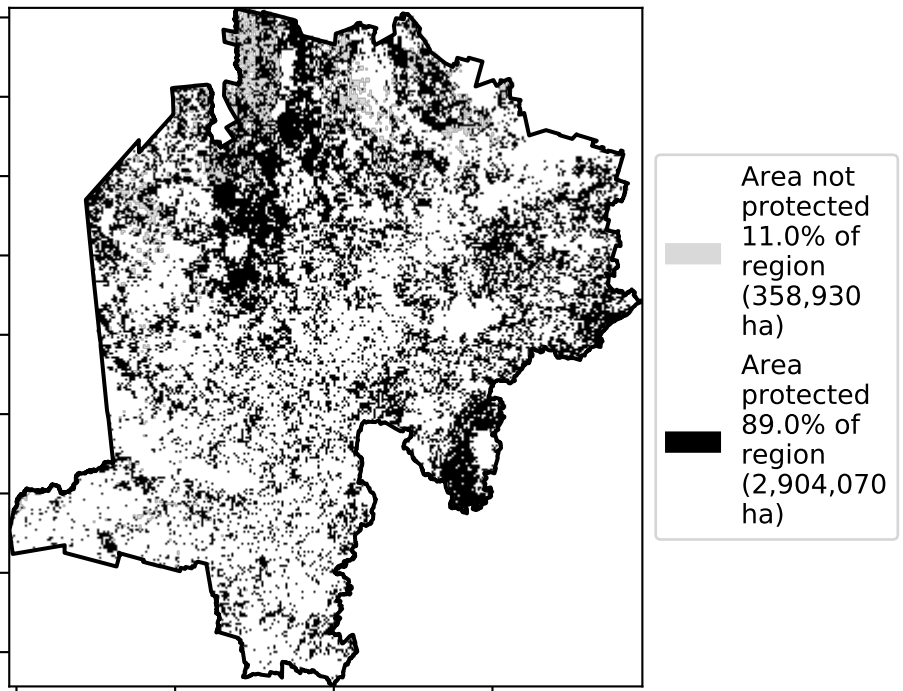 Area not
protected
11.0% of
region
(358,930
ha)
Area
protected
89.0% of
region
(2,904,070
ha)